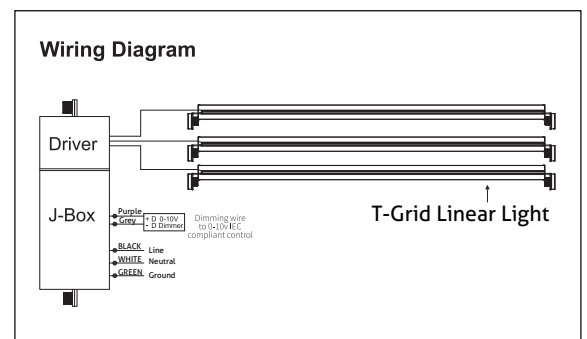 Wiring Diagram
Driver
J-Box
Purple
Grey
+ D 0-10V
- D Dimmer
Dimming wire
to 0-10v IEC
compliant control
BLACK Line
WHITE Neutral
GREEN Ground
T-Grid Linear Light